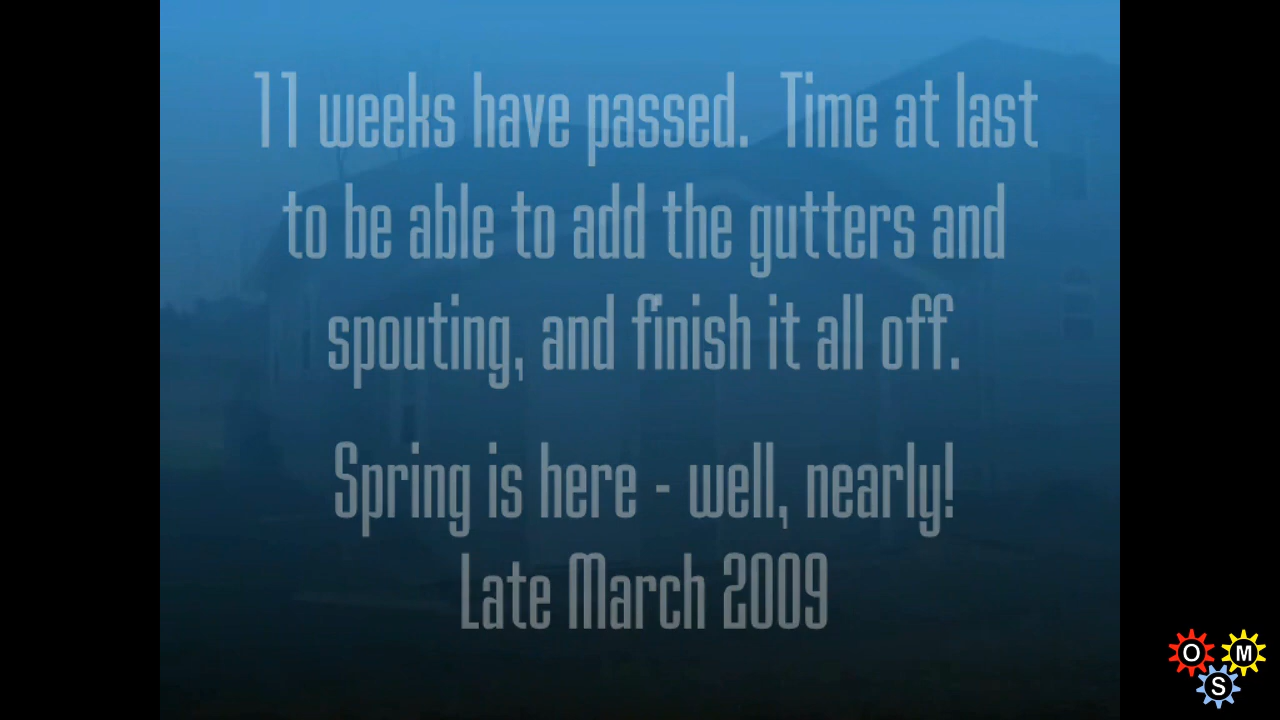 11 weeks have passed.  Time at last
to be able to add the gutters and
spouting, and finish it all off.
Spring is here - well, nearly!
Late March 2009
O M
S